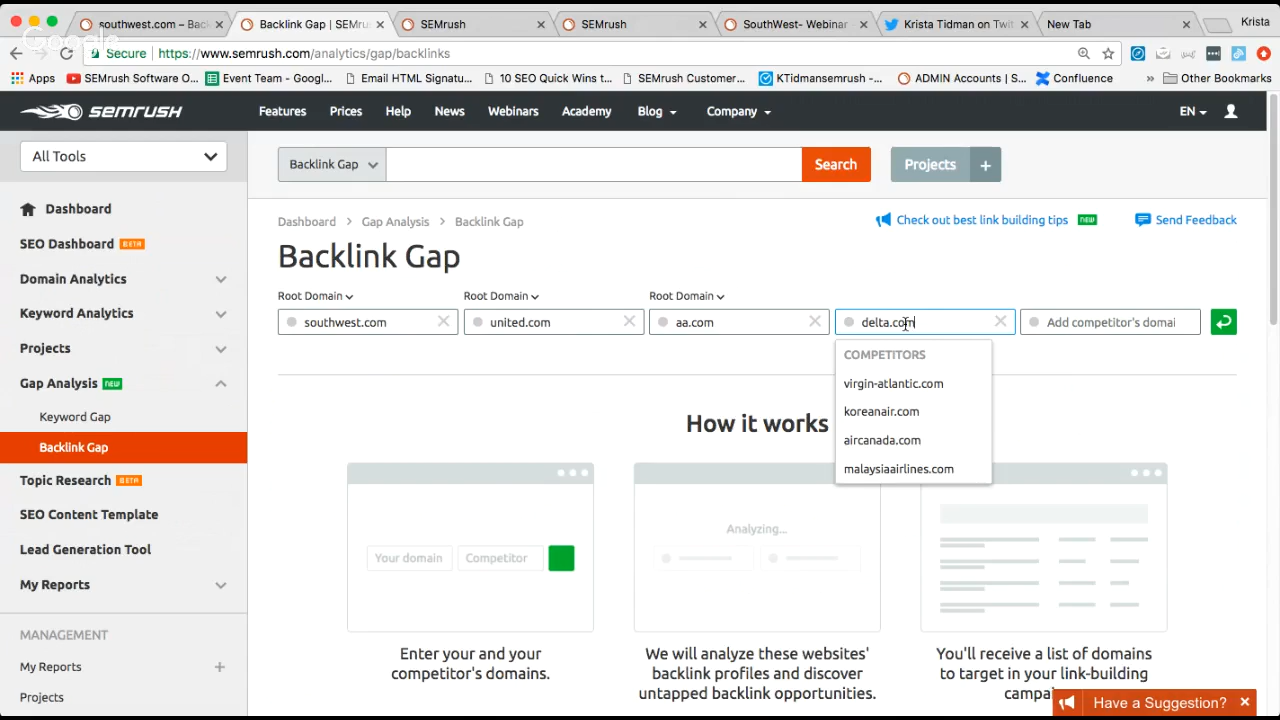 southwest.com – Back
Backlink Gap | SEMrus
SEMrush
SEMrush
SouthWest- Webinar
Krista Tidman on Twit
New Tab
Krista
Google
Secure
https://www.semrush.com/analytics/gap/backlinks
Apps
SEMrush Software O...
Event Team - Googl...
Email HTML Signatu...
10 SEO Quick Wins t...
SEMrush Customer...
KTidmansemrush -...
ADMIN Accounts | S...
Confluence
»
Other Bookmarks
SEMRUSH
Features
Prices
Help
News
Webinars
Academy
Blog
Company
EN
All Tools
Backlink Gap
Search
Projects
+
Dashboard
SEO Dashboard BETA
Domain Analytics
Keyword Analytics
Projects
Gap Analysis NEW
Keyword Gap
Backlink Gap
Topic Research BETA
SEO Content Template
Lead Generation Tool
My Reports
MANAGEMENT
My Reports +
Projects
Dashboard > Gap Analysis > Backlink Gap
Check out best link building tips NEW
Send Feedback
Backlink Gap
Root Domain
Root Domain
Root Domain
southwest.com
united.com
aa.com
delta.com
Add competitor's domai
COMPETITORS
virgin-atlantic.com
koreanair.com
aircanada.com
malaysiaairlines.com
How it works
Your domain
Competitor
Analyzing...
Enter your and your
competitor's domains.
We will analyze these websites'
backlink profiles and discover
untapped backlink opportunities.
You'll receive a list of domains
to target in your link-building
campa
Have a Suggestion? ×